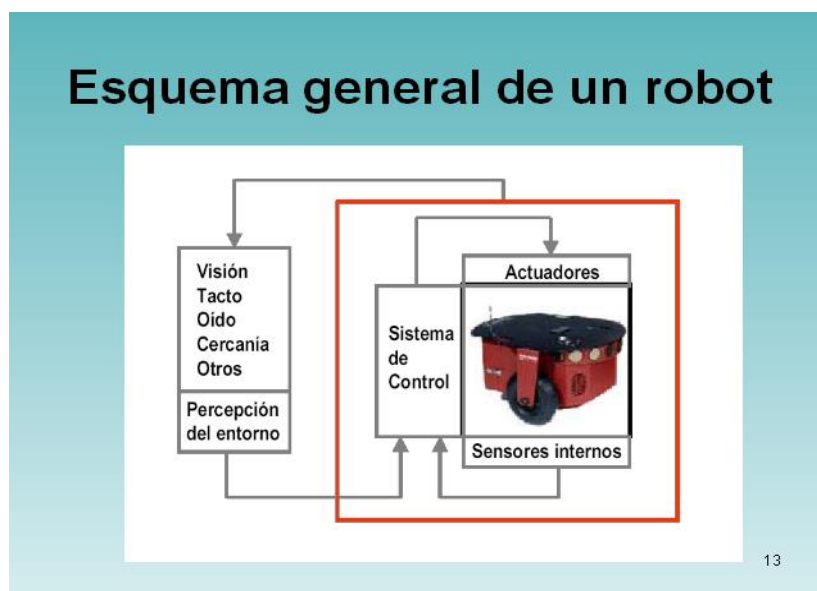 Esquema general de un robot
Visión
Tacto
Oido
Cercanía
Otros
Percepción
del entorno
Actuadores
Sistema
de
Control
Sensores internos
13